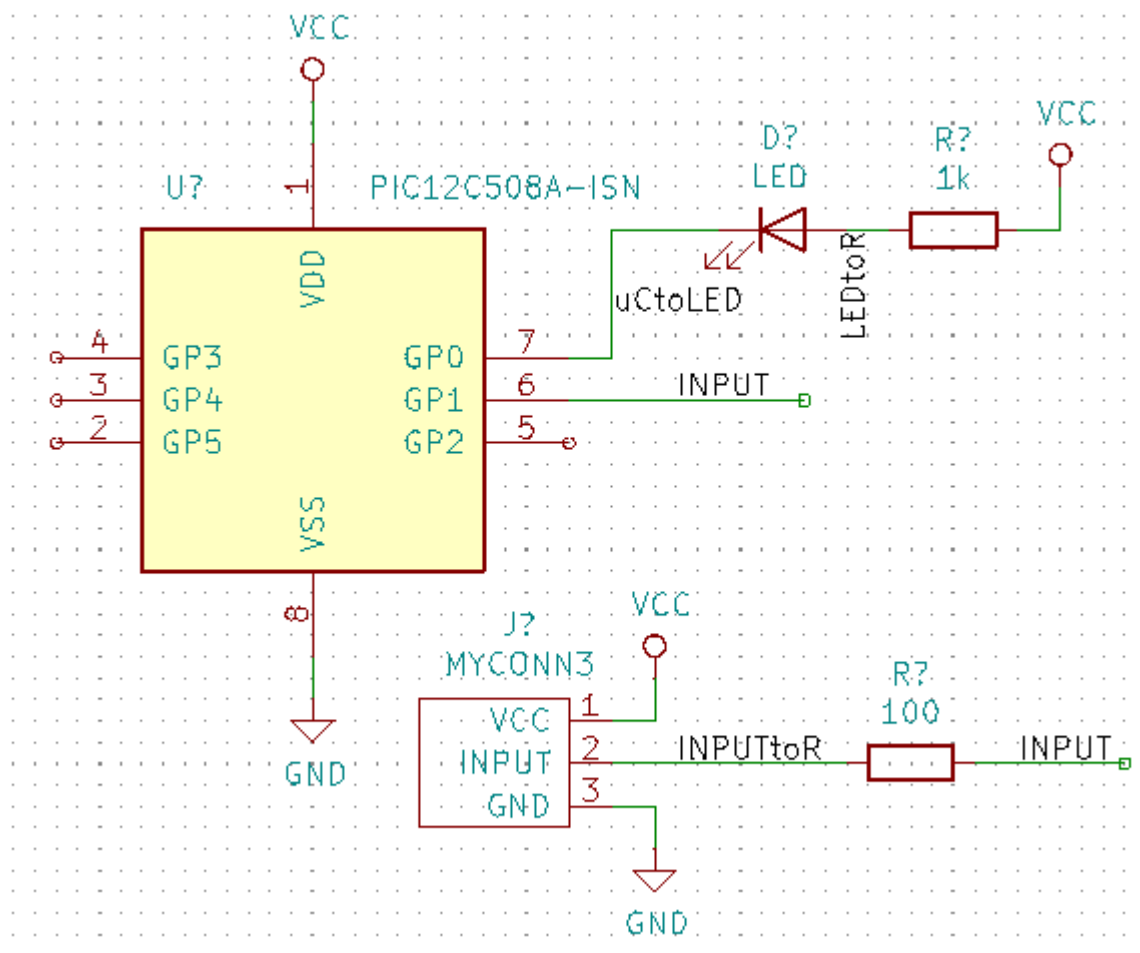 VCC
VCC
D?
R?
LED
1k
U?
1
PIC12C508A-ISN
VDD
LEDtoR
uCtoLED
4
GP3
GP0
7
3
GP4
GP1
6
INPUT
2
GP5
GP2
5
VSS
8
VCC
J?
MYCONN3
R?
100
VCC
1
INPUT
2
INPUTtoR
INPUT
GND
3
GND
GND